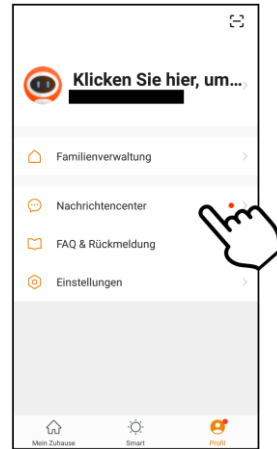 Klicken Sie hier, um...
Familienverwaltung
Nachrichtencenter
FAQ & Rückmeldung
Einstellungen
Mein Zuhause
Smart
Profil